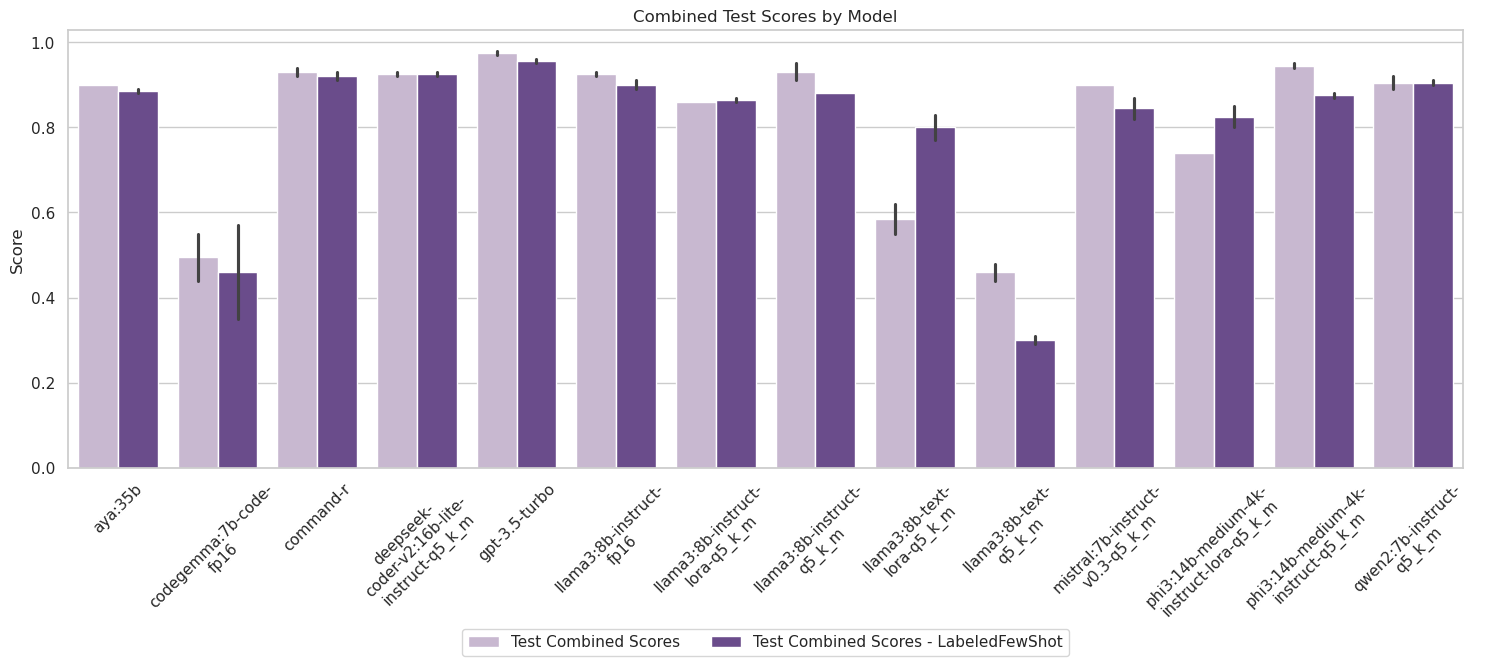 Combined Test Scores by Model
Score
1.0
0.8
0.6
0.4
0.2
0.0
aya:35b
codegemma:7b-code-
fp16
command-r
deepseek-
coder-v2:16b-lite-
instruct-q5_k_m
gpt-3.5-turbo
llama3:8b-instruct-
fp16
llama3:8b-instruct-
lora-q5_k_m
llama3:8b-instruct-
q5_k_m
llama3:8b-text-
lora-q5_k_m
llama3:8b-text-
q5_k_m
mistral:7b-instruct-
v0.3-q5_k_m
phi3:14b-medium-4k-
instruct-lora-q5_k_m
phi3:14b-medium-4k-
instruct-q5_k_m
qwen2:7b-instruct-
q5_k_m
Test Combined Scores
Test Combined Scores - LabeledFewShot